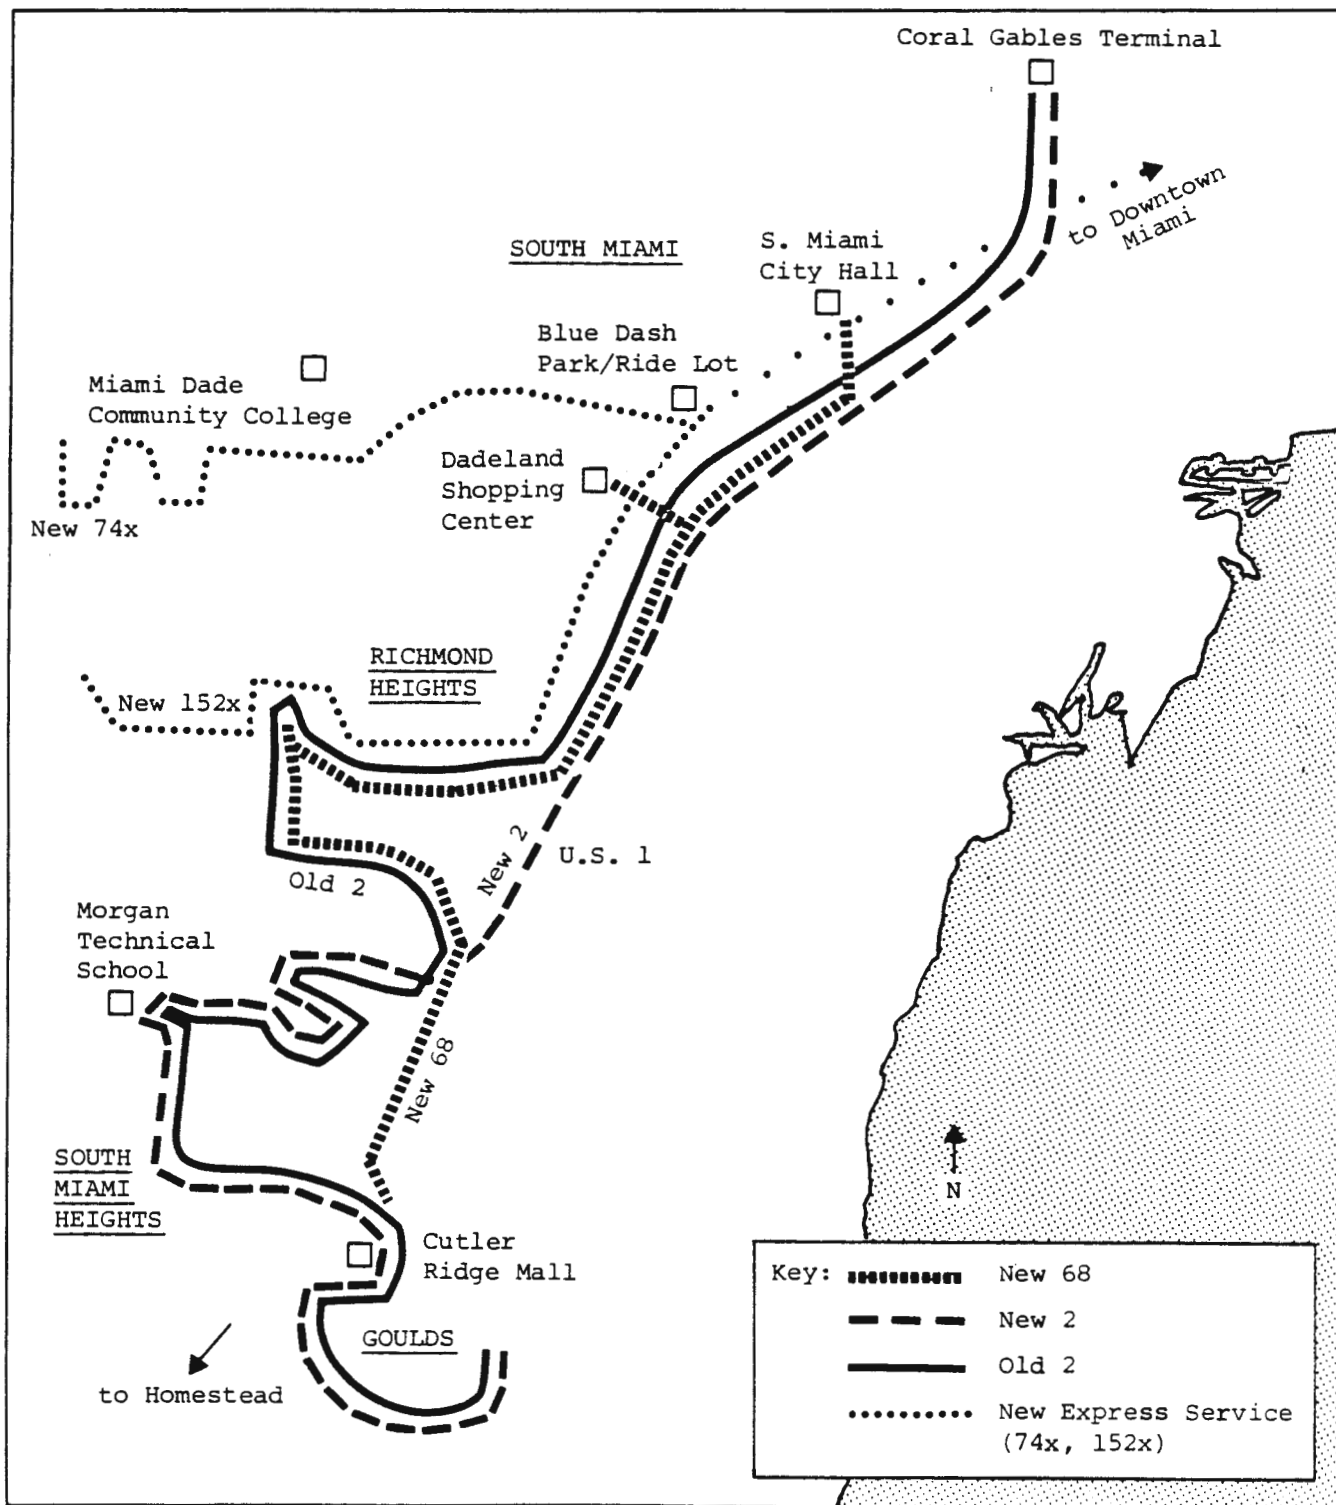 Coral Gables Terminal
to Downtown
Miami
SOUTH MIAMI
S. Miami
City Hall
Blue Dash
Park/Ride Lot
Miami Dade
Community College
Dadeland
Shopping
Center
New 74x
RICHMOND
HEIGHTS
New 152x
New 2
U.S. 1
Old 2
Morgan
Technical
School
New 68
SOUTH
MIAMI
HEIGHTS
N
Cutler
Ridge Mall
GOULDS
to Homestead
Key:
New 68
New 2
Old 2
New Express Service
(74x, 152x)